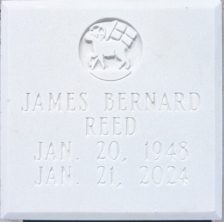 JAMES BERNARD
REED
JAN. 20, 1948
JAN. 21, 2024